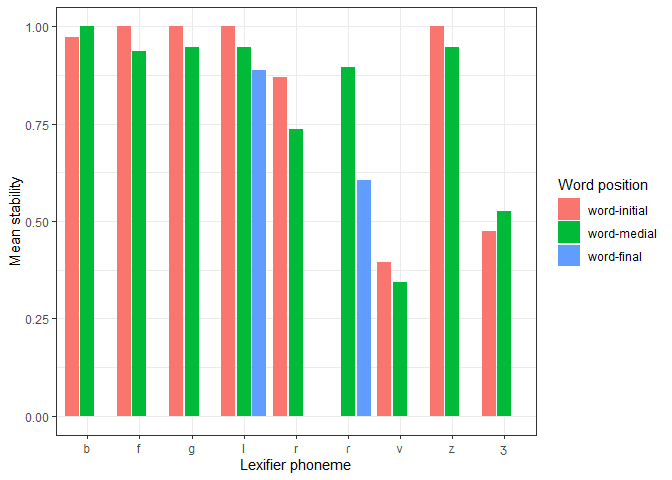 1.00
0.75
0.50
0.25
0.00
Mean stability
b f g l r ɾ v z ʒ
Lexifier phoneme
Word position
word-initial
word-medial
word-final